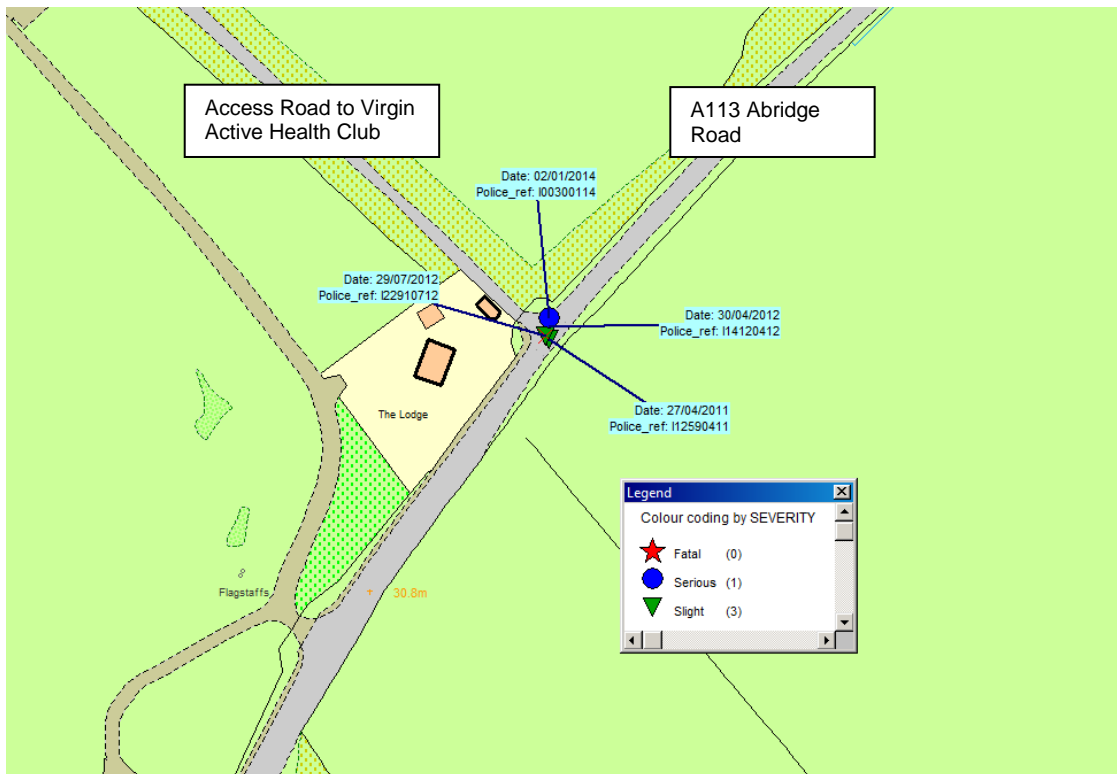 Access Road to Virgin
Active Health Club
A113 Abridge
Road
Date: 02/01/2014
Police_ref: I00300114
Date: 29/07/2012
Police_ref: I22910712
Date: 30/04/2012
Police_ref: I14120412
Date: 27/04/2011
Police_ref: I12590411
The Lodge
Legend
Colour coding by SEVERITY
Fatal (0)
Serious (1)
Slight (3)
Flagstaffs
30.8m